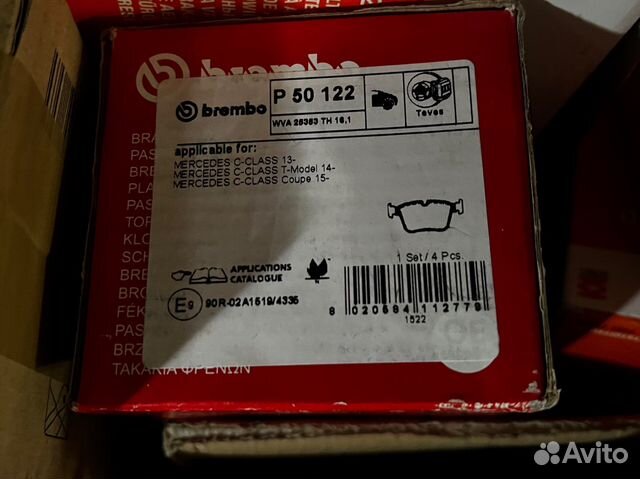 brembo
brembo
P 50 122
WVA 25353 TH 18,1
Teves
applicable for:
MERCEDES C-CLASS 13-
MERCEDES C-CLASS T-Model 14-
MERCEDES C-CLASS Coupe 15-
1 Set / 4 Pcs.
APPLICATIONS
CATALOGUE
E9
90R-02A1519/4335
8 020584 112779
1522
BRA
PAS
BRE
PLA
PAS
TOR
KLO
SCH
BRE
BRO
FÉK
PAS
BRZ
ΤΑΚΑΚΙΑ ΦΡΕΝΩΝ
Avito